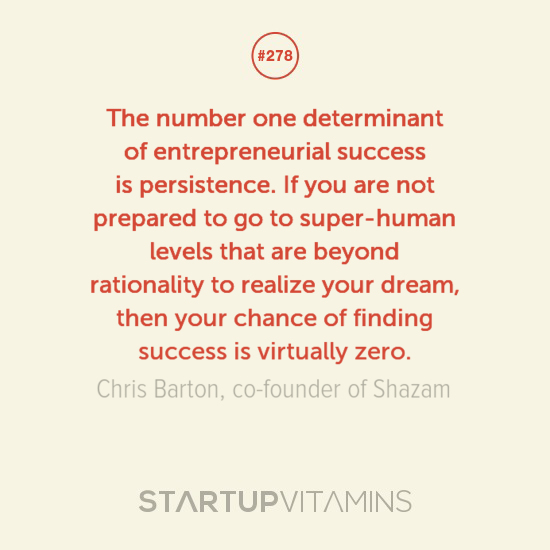 #278
The number one determinant
of entrepreneurial success
is persistence. If you are not
prepared to go to super-human
levels that are beyond
rationality to realize your dream,
then your chance of finding
success is virtually zero.
Chris Barton, co-founder of Shazam
STARTUPVITAMINS